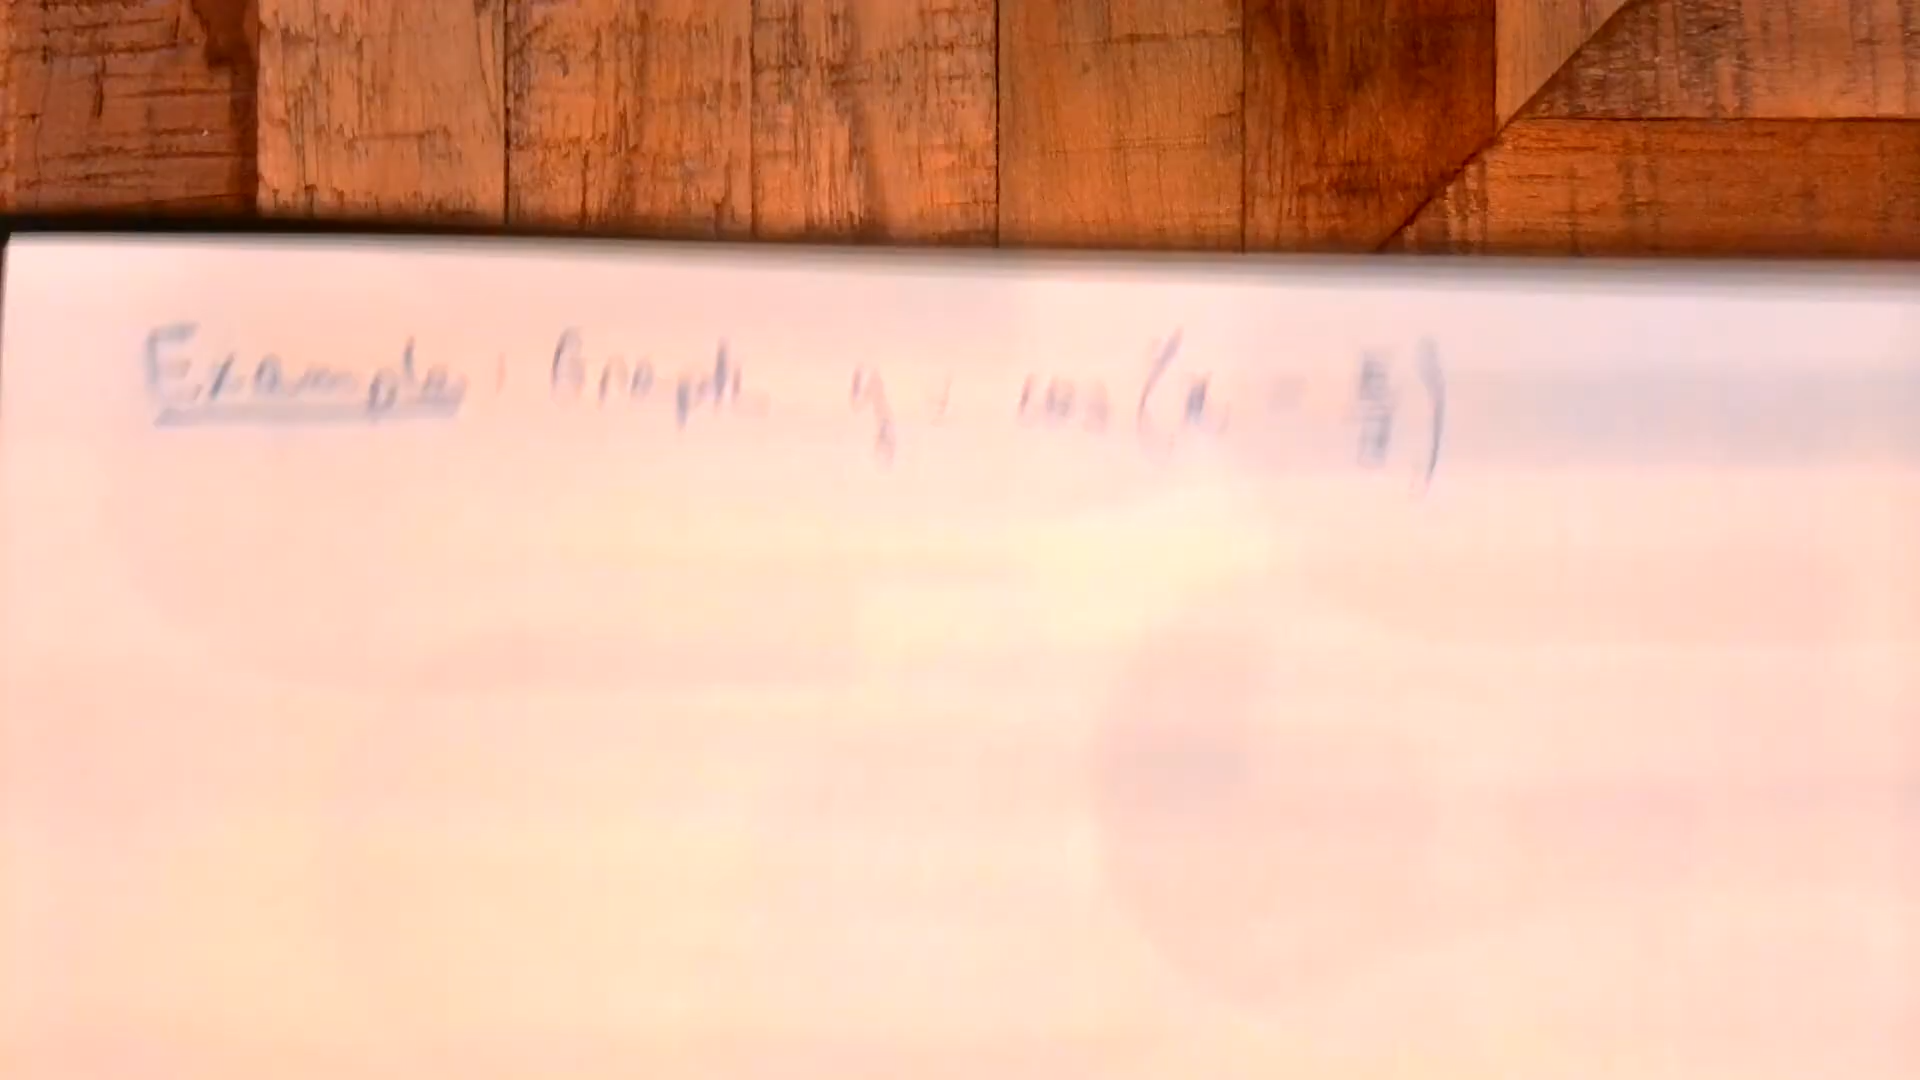 Example: Graph y = cos(x -